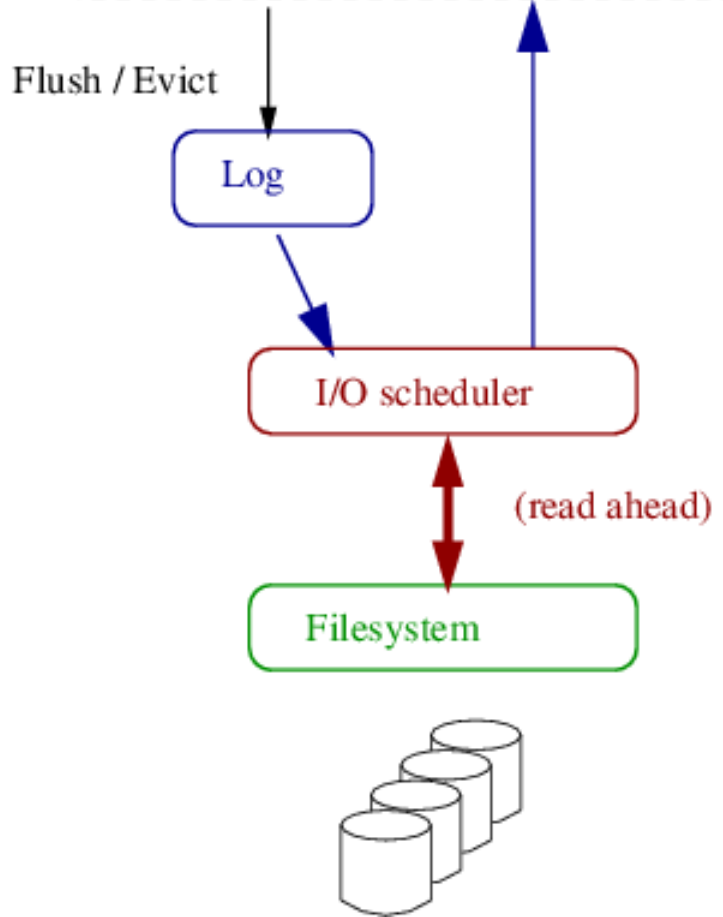 Flush / Evict
Log
I/O scheduler
(read ahead)
Filesystem